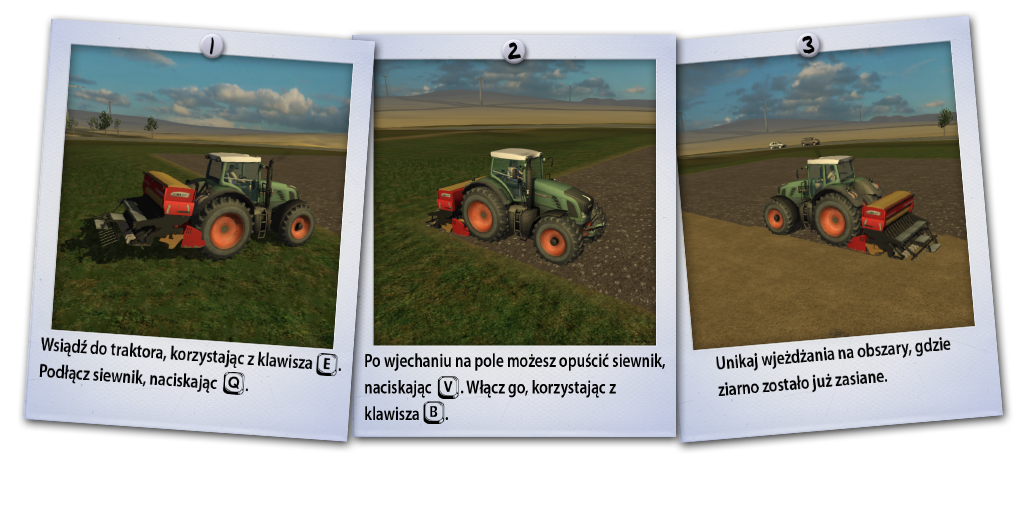 1
Wsiądź do traktora, korzystając z klawisza E.
Podłącz siewnik, naciskając Q.
2
Po wjechaniu na pole możesz opuścić siewnik,
naciskając V. Włącz go, korzystając z
klawisza B.
3
Unikaj wjeżdżania na obszary, gdzie
ziarno zostało już zasiane.